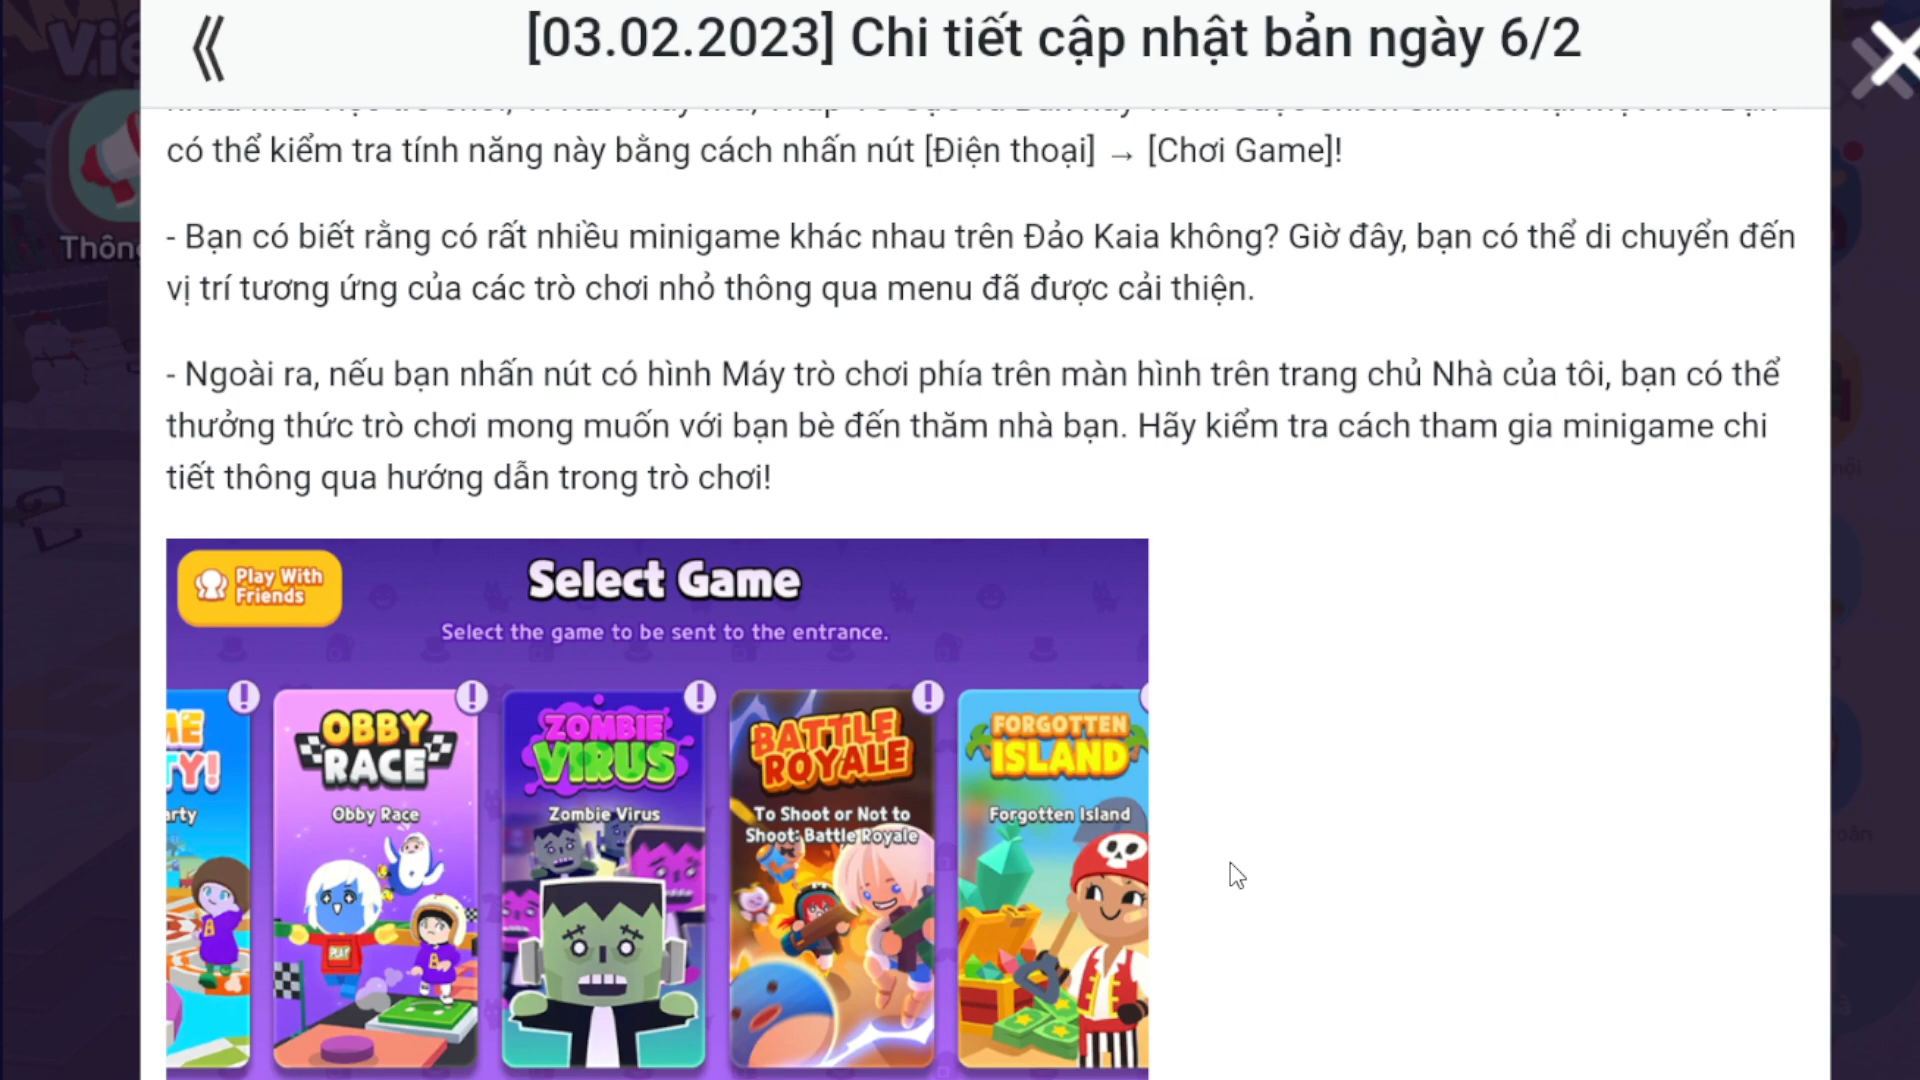 [03.02.2023] Chi tiết cập nhật bản ngày 6/2
có thể kiểm tra tính năng này bằng cách nhấn nút [Điện thoại] → [Chơi Game]!
- Bạn có biết rằng có rất nhiều minigame khác nhau trên Đảo Kaia không? Giờ đây, bạn có thể di chuyển đến
vị trí tương ứng của các trò chơi nhỏ thông qua menu đã được cải thiện.
- Ngoài ra, nếu bạn nhấn nút có hình Máy trò chơi phía trên màn hình trên trang chủ Nhà của tôi, bạn có thể
thưởng thức trò chơi mong muốn với bạn bè đến thăm nhà bạn. Hãy kiểm tra cách tham gia minigame chi
tiết thông qua hướng dẫn trong trò chơi!
Play With
Friends
Select Game
Select the game to be sent to the entrance.
OBBY
RACE
Obby Race
ZOMBIE
VIRUS
Zombie Virus
BATTLE
ROYALE
To Shoot or Not to
Shoot: Battle Royale
FORGOTTEN
ISLAND
Forgotten Island
PLAY